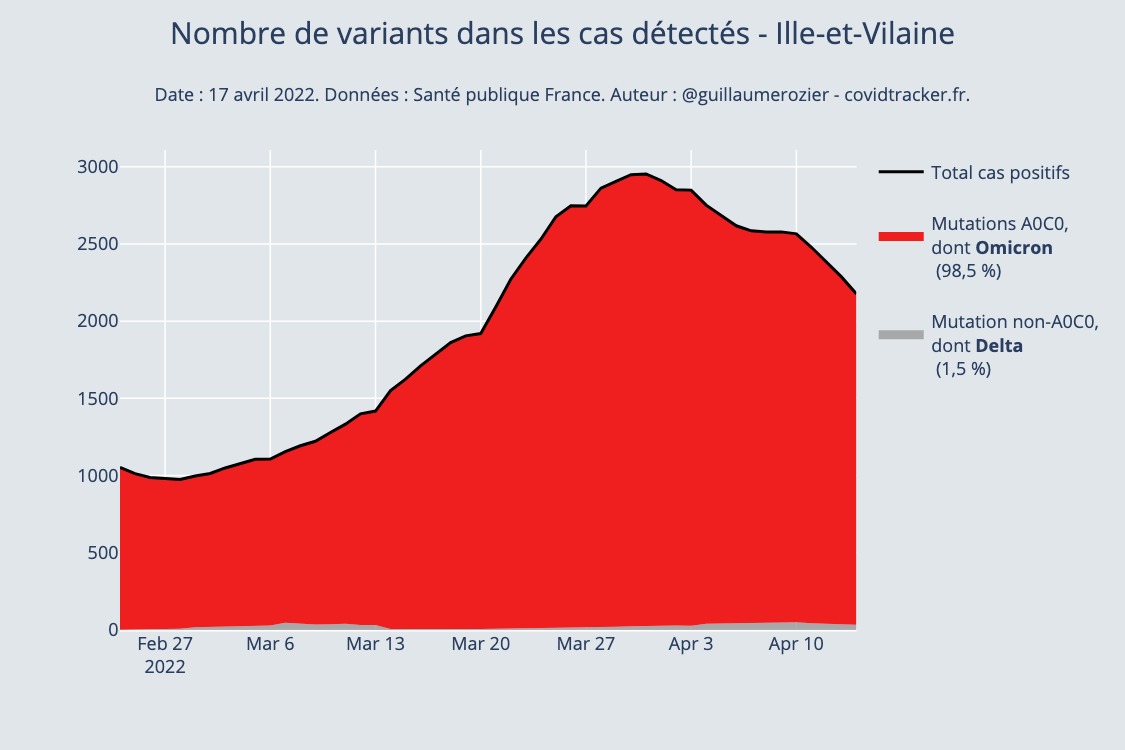 Nombre de variants dans les cas détectés - Ille-et-Vilaine
Date : 17 avril 2022. Données : Santé publique France. Auteur : @guillaumerozier - covidtracker.fr.
3000
2500
2000
1500
1000
500
0
Feb 27
2022
Mar 6
Mar 13
Mar 20
Mar 27
Apr 3
Apr 10
Total cas positifs
Mutations A0C0,
dont Omicron
(98,5 %)
Mutation non-A0C0,
dont Delta
(1,5 %)